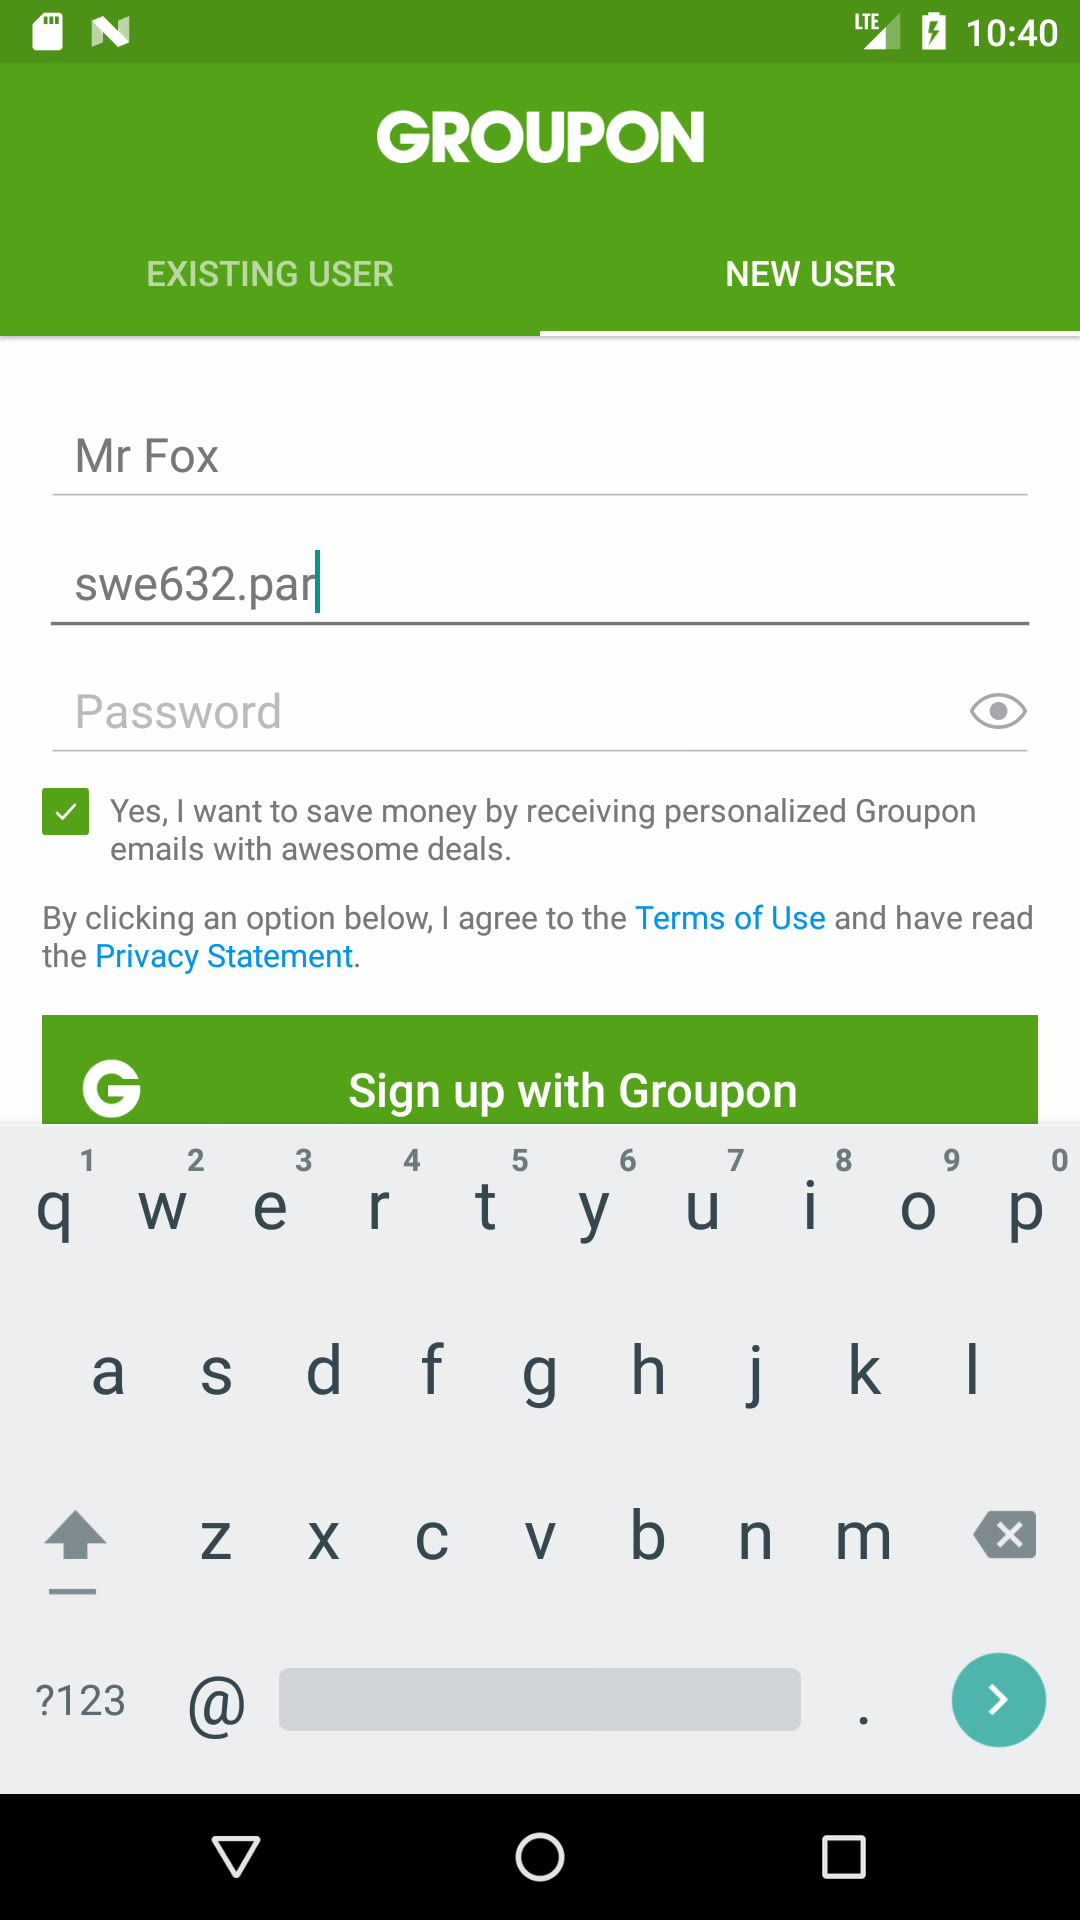 LTE 10:40
GROUPON
EXISTING USER NEW USER
Mr Fox
swe632.par
Password
Yes, I want to save money by receiving personalized Groupon
emails with awesome deals.
By clicking an option below, I agree to the Terms of Use and have read
the Privacy Statement.
G Sign up with Groupon
1 2 3 4 5 6 7 8 9 0
q w e r t y u i o p
a s d f g h j k l
z x c v b n m
?123 @ .